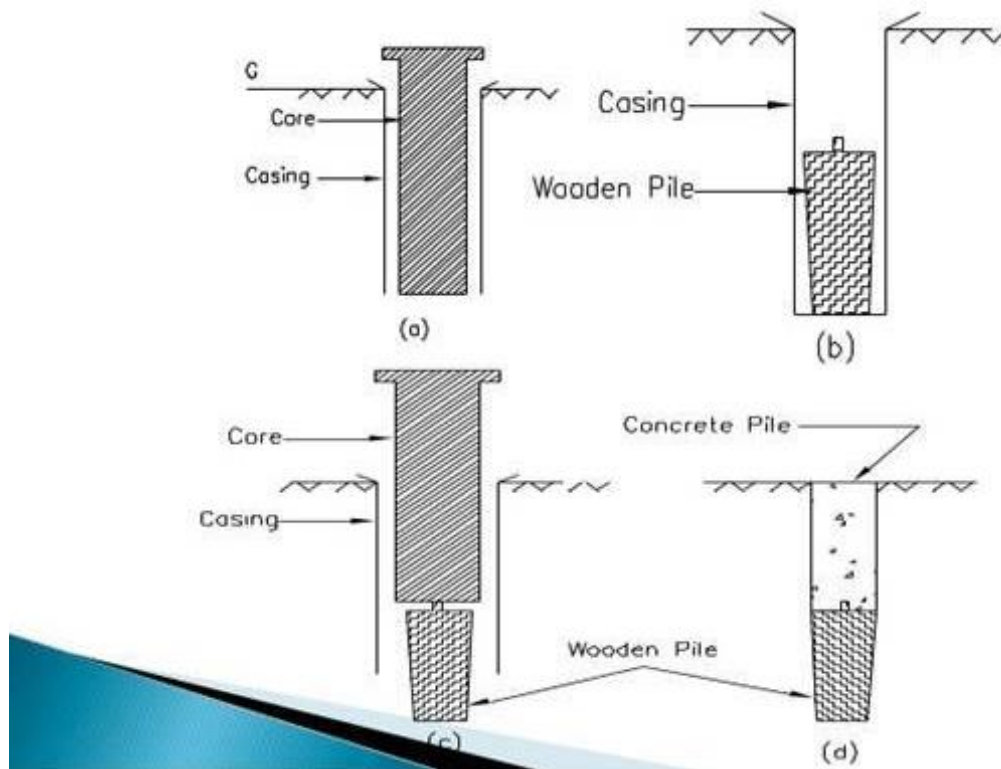 G
Core
Casing
(a)
Casing
Wooden Pile
(b)
Core
Casing
(c)
Concrete Pile
Wooden Pile
(d)